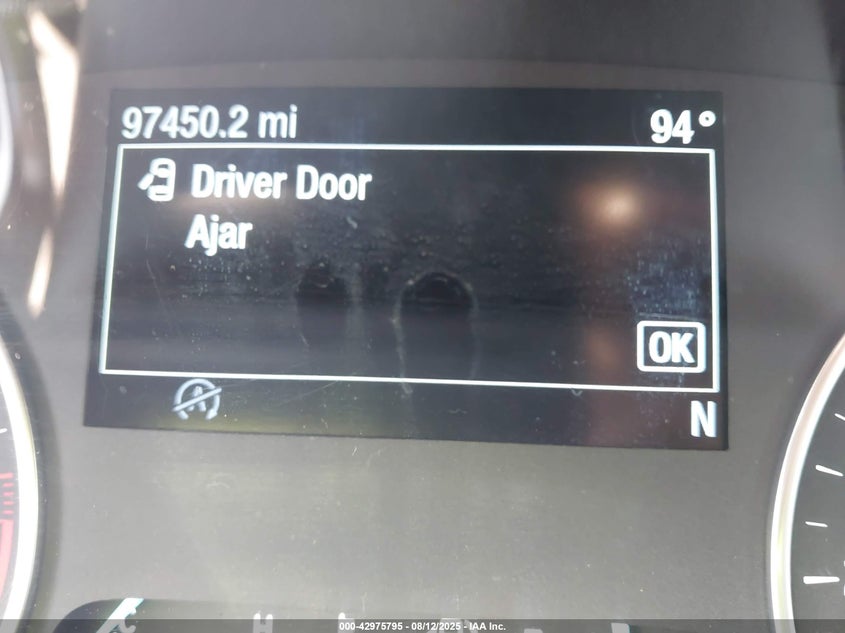 97450.2 mi 94°
Driver Door
Ajar
OK
N
H
000-42975795 - 08/12/2025 - IAA Inc.